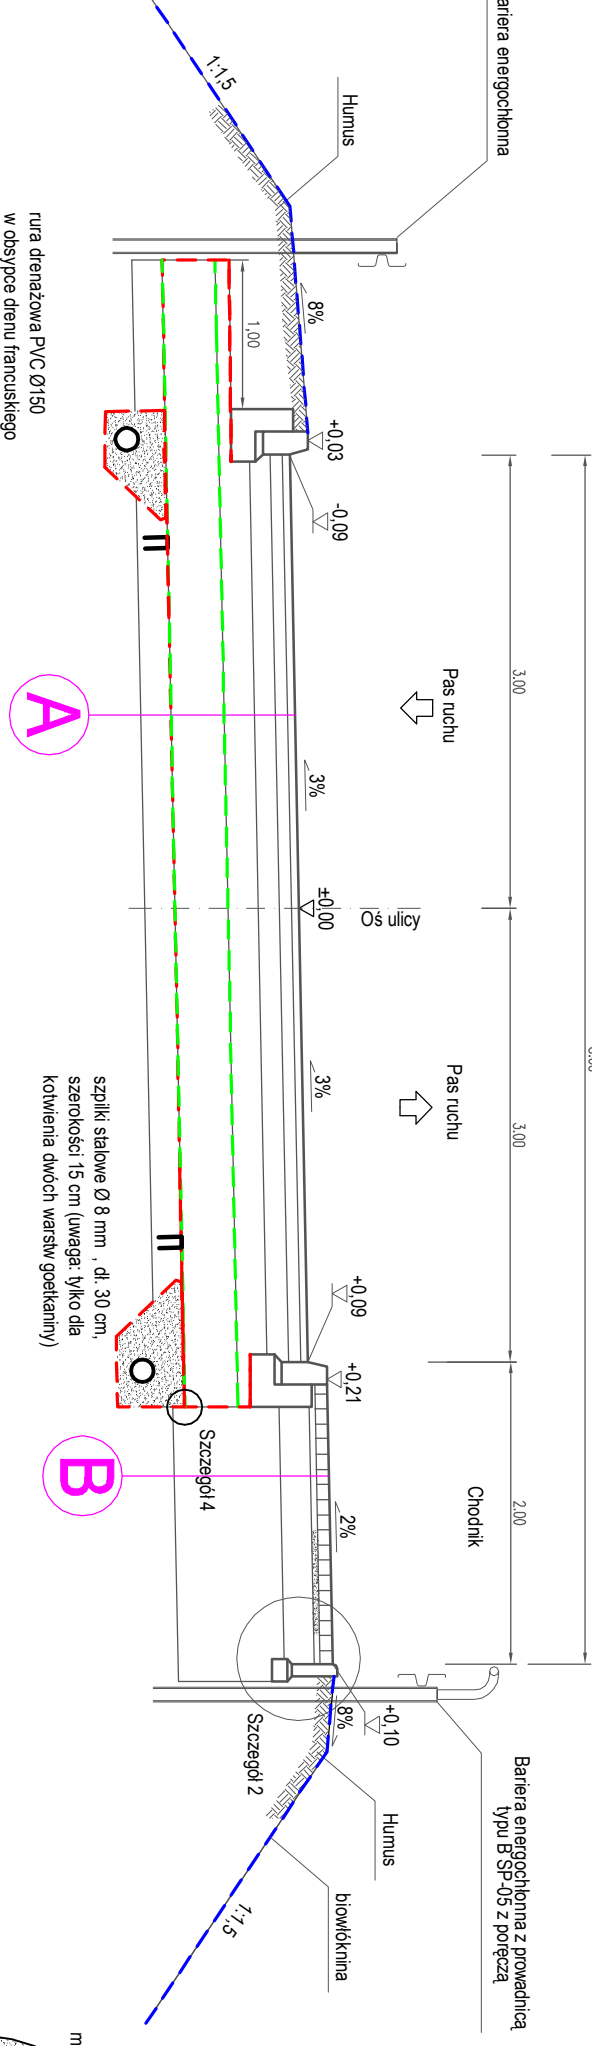 ariera energochłonna
Humus
1:1,5
8%
1,00
rura drenażowa PVC Ø150
w obsypce drenu francuskiego
+0,03
-0,09
3.00
Pas ruchu
A
3%
±0,00
Oś ulicy
3%
Pas ruchu
3.00
szpilki stalowe Ø 8 mm , dł. 30 cm,
szerokości 15 cm (uwaga: tylko dla
kotwienia dwóch warstw goetkaniny)
+0,09
+0,21
Szczegół 4
B
2%
Chodnik
2.00
Szczegół 2
8%
+0,10
Bariera energochłonna z prowadnicą
typu B SP-05 z poręczą
Humus
biowłóknina
1:1,5
m